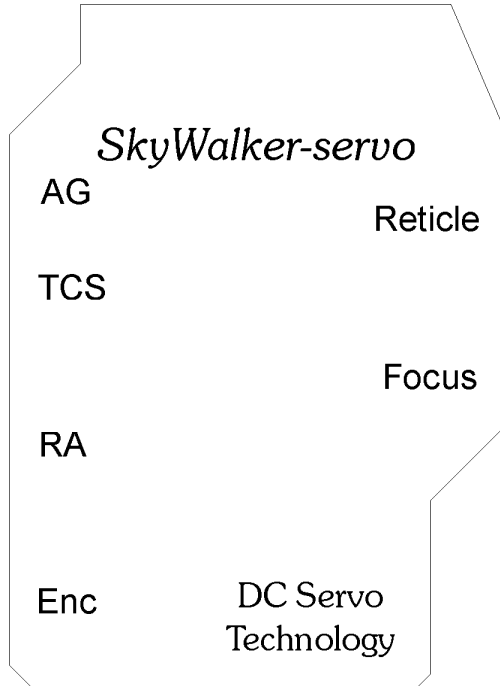 SkyWalker-servo
AG
Reticle
TCS
Focus
RA
Enc
DC Servo
Technology